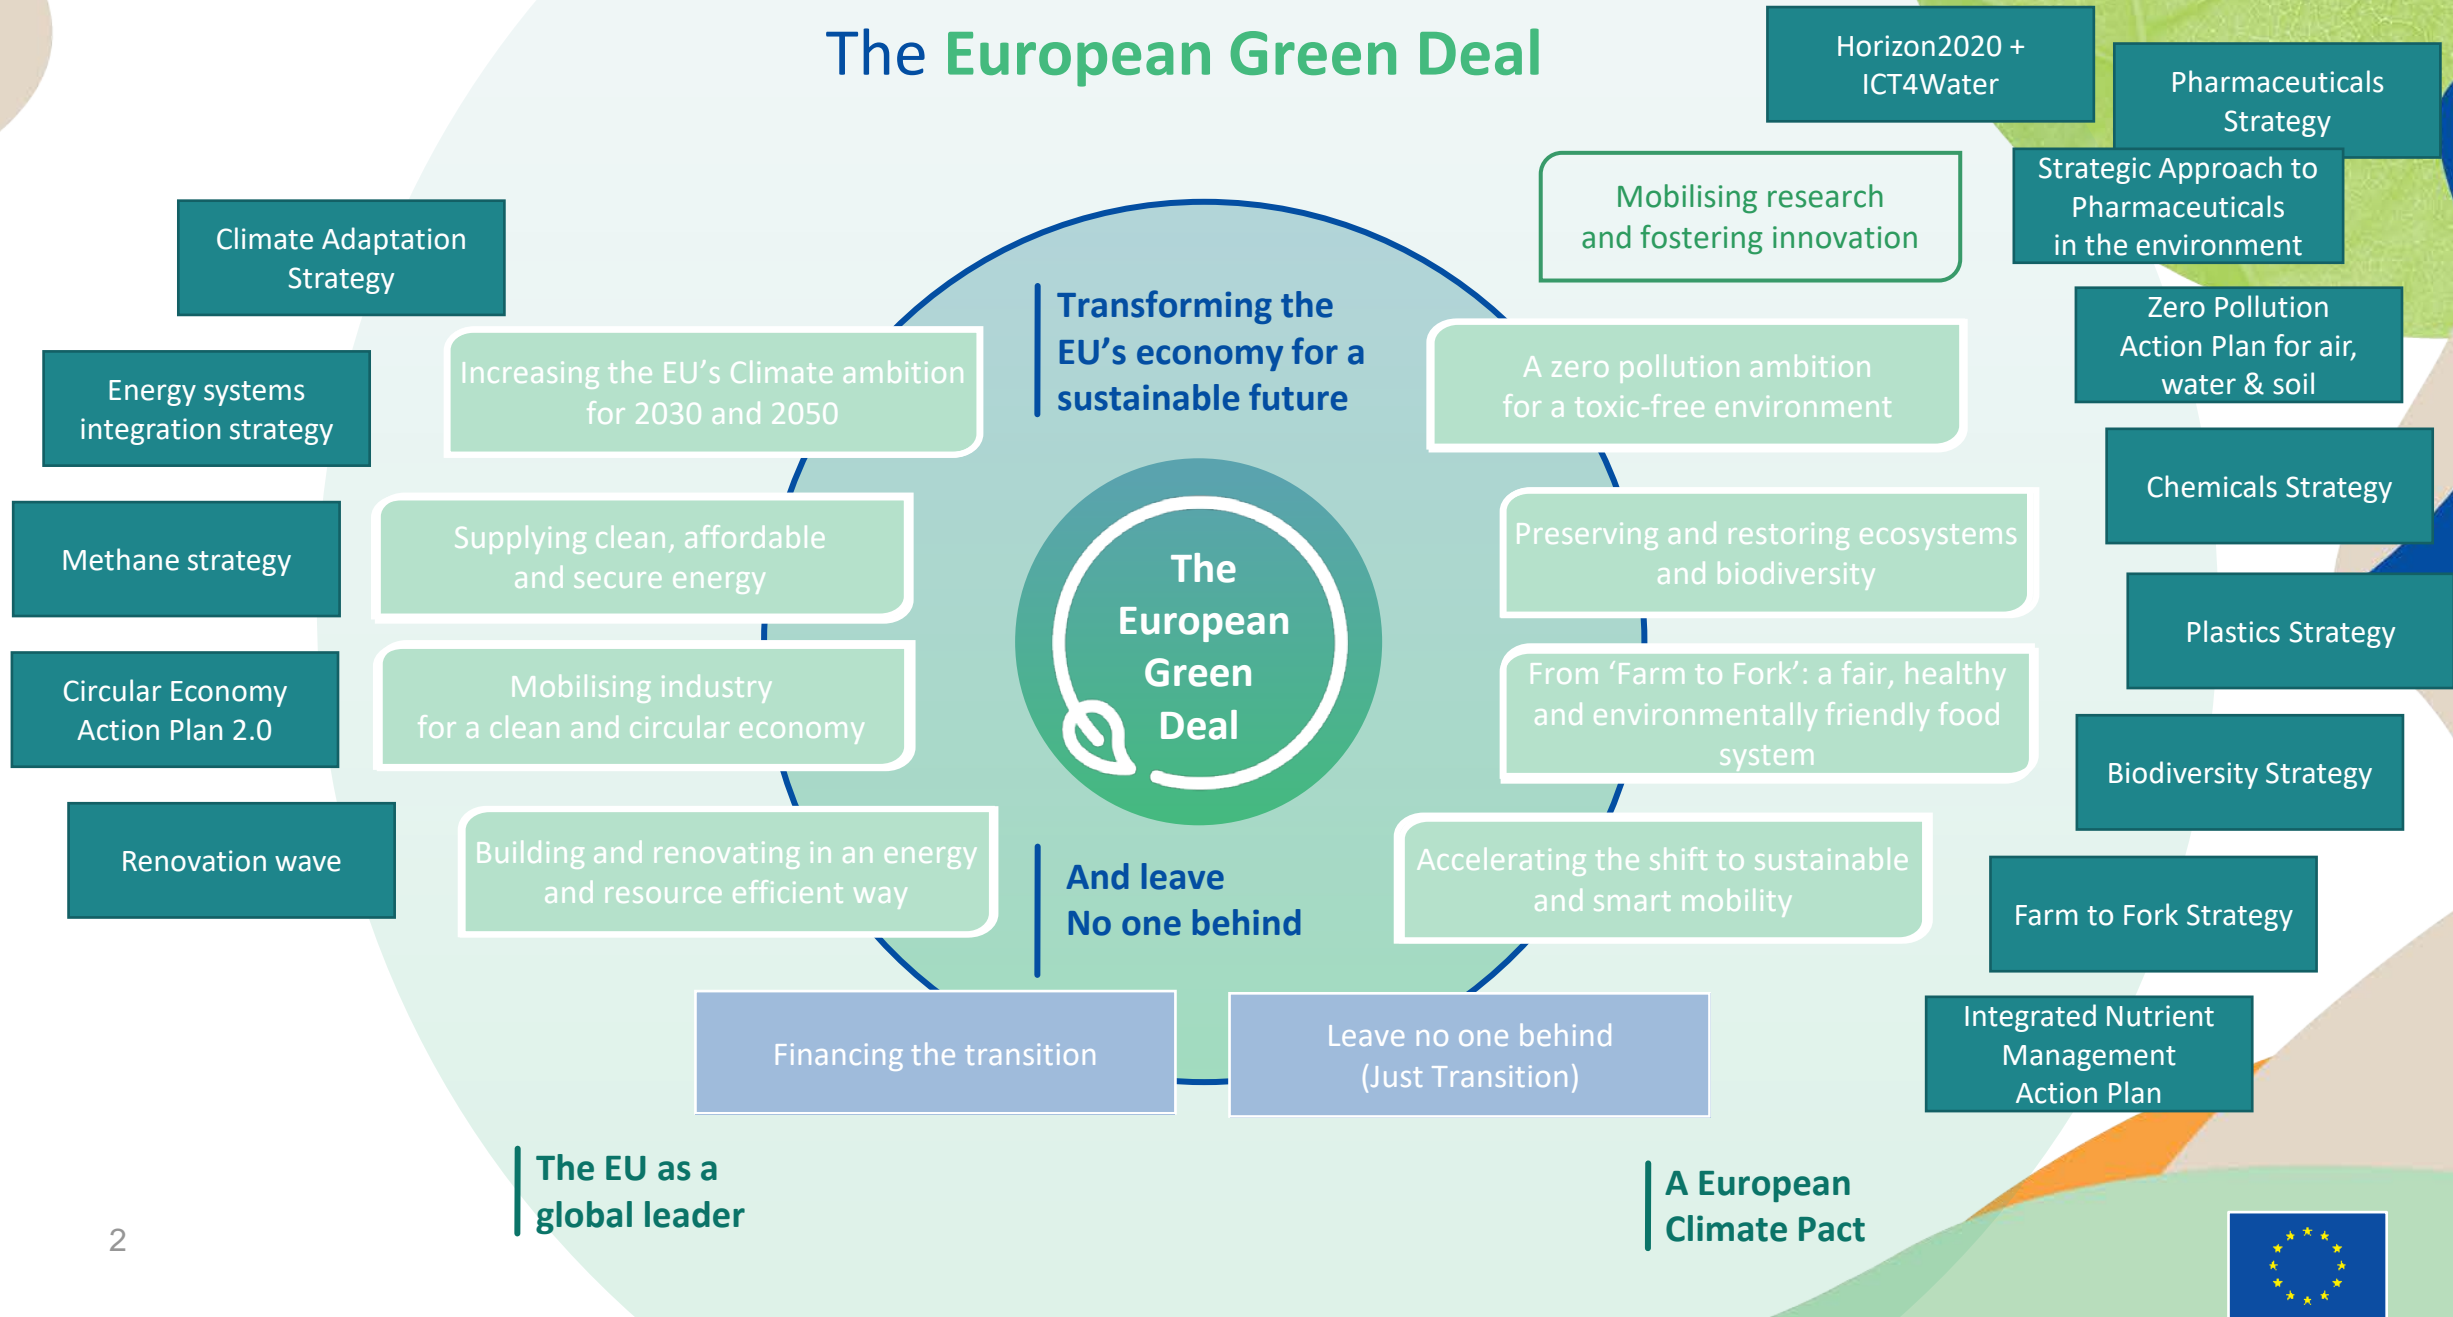 The European Green Deal
Horizon2020 +
ICT4Water
Pharmaceuticals
Strategy
Mobilising research
and fostering innovation
Strategic Approach to
Pharmaceuticals
in the environment
Climate Adaptation
Strategy
Transforming the
EU's economy for a
sustainable future
Zero Pollution
Action Plan for air,
water & soil
Energy systems
integration strategy
Increasing the EU's Climate ambition
for 2030 and 2050
A zero pollution ambition
for a toxic-free environment
Chemicals Strategy
Methane strategy
Supplying clean, affordable
and secure energy
The
European
Green
Deal
Preserving and restoring ecosystems
and biodiversity
Plastics Strategy
Circular Economy
Action Plan 2.0
Mobilising industry
for a clean and circular economy
From ‘Farm to Fork’: a fair, healthy
and environmentally friendly food
system
Biodiversity Strategy
Renovation wave
Building and renovating in an energy
and resource efficient way
And leave
No one behind
Accelerating the shift to sustainable
and smart mobility
Farm to Fork Strategy
Financing the transition
Leave no one behind
(Just Transition)
Integrated Nutrient
Management
Action Plan
The EU as a
global leader
A European
Climate Pact
2